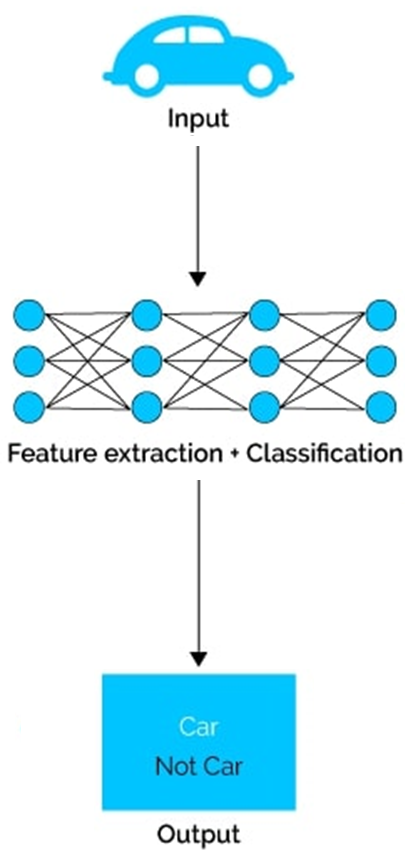 Input
Feature extraction + Classification
Car
Not Car
Output